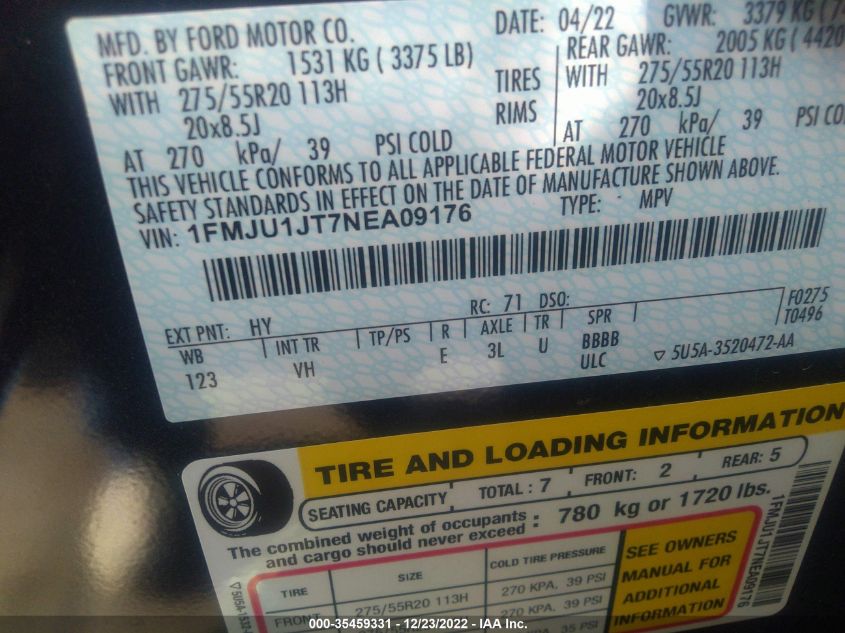 MFD. BY FORD MOTOR CO.
DATE: 04/22 GVWR: 3379 KG
FRONT GAWR: 1531 KG ( 3375 LB)
REAR GAWR: 2005 KG ( 4420
WITH 275/55R20 113H
TIRES WITH 275/55R20 113H
20x8.5J
RIMS 20x8.5J
AT 270 kPa/ 39 PSI COLD
AT 270 kPa/ 39 PSI CO
THIS VEHICLE CONFORMS TO ALL APPLICABLE FEDERAL MOTOR VEHICLE
SAFETY STANDARDS IN EFFECT ON THE DATE OF MANUFACTURE SHOWN ABOVE.
VIN: 1FMJU1JT7NEA09176
TYPE: MPV
EXT PNT: HY RC: 71 DSO:
F0275
T0496
WB INT TR TP/PS R AXLE TR SPR
123 VH E 3L U BBBB
ULC
5U5A-3520472-AA
TIRE AND LOADING INFORMATION
SEATING CAPACITY TOTAL : 7 FRONT: 2 REAR: 5
The combined weight of occupants and cargo should never exceed : 780 kg or 1720 lbs.
TIRE SIZE COLD TIRE PRESSURE
FRONT 275/55R20 113H 270 KPA, 39 PSI
270 KPA, 39 PSI
35 PSI
SEE OWNERS
MANUAL FOR
ADDITIONAL
INFORMATION
1FMJU1JT7NEA09176
000-35459331 - 12/23/2022 - IAA Inc.